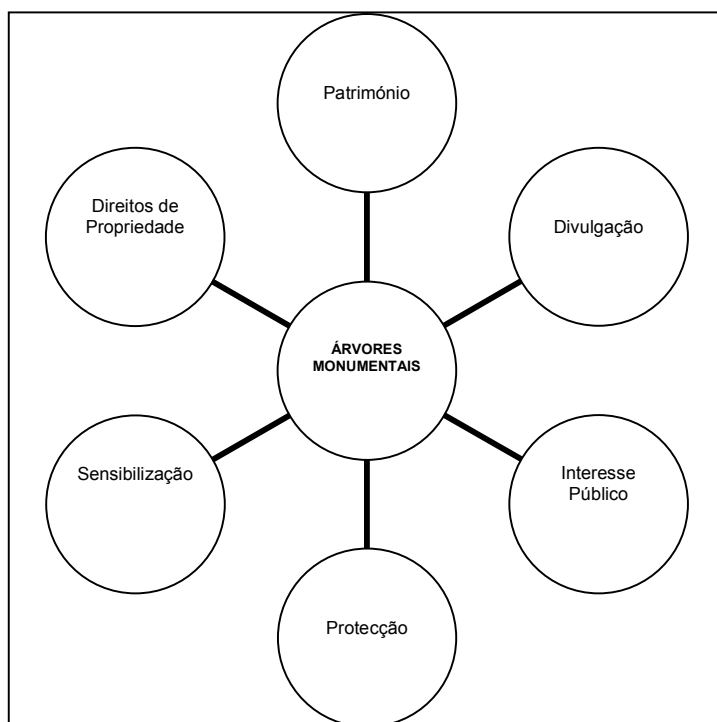 Património
Direitos de
Propriedade
Divulgação
ÁRVORES
MONUMENTAIS
Sensibilização
Interesse
Público
Protecção